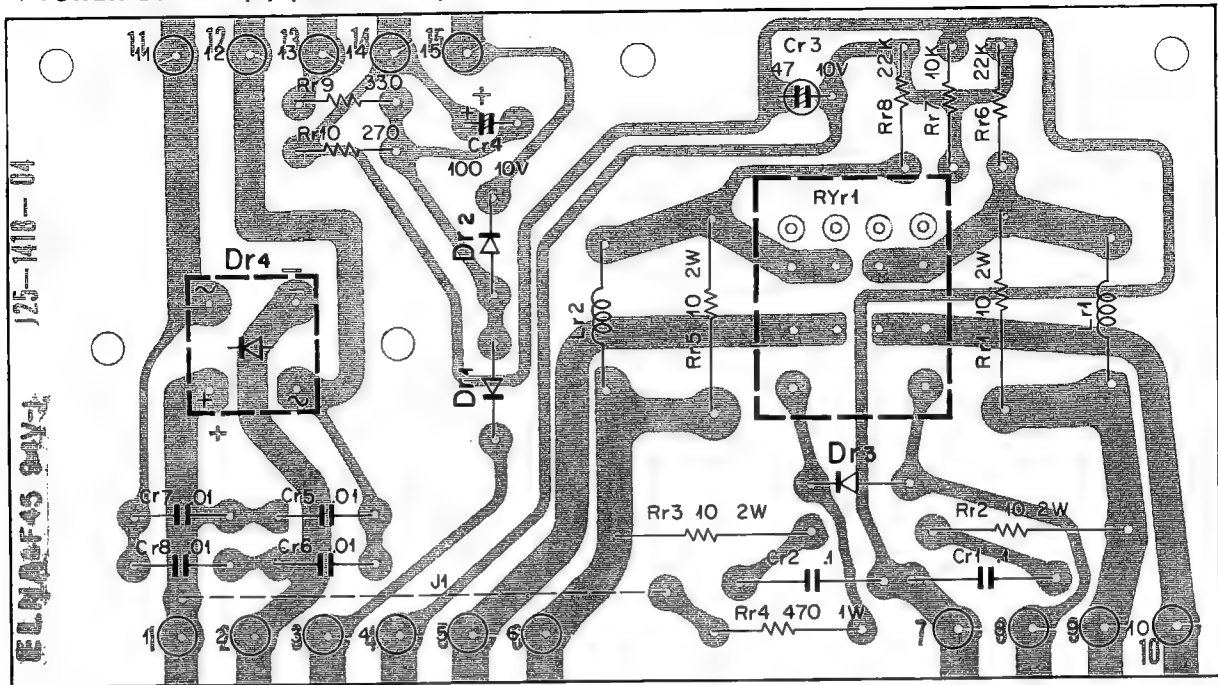 11 12 13 14 15
Cr3
47 10V
22K 10K 22K
Rr8 Rr7 Rr6
Rr9 330
Rr10 270
+ +
Cr4
100 10V
RYr1
J25-1410-04
Dr2
Dr4
~ -
10 2W
Rr5
Lr2
10 2W
Rr1
Lr1
Dr1
+ ~
+
Dr3
Cr7 .01 Cr5 .01
Rr3 10 2W
Rr2 10 2W
Cr8 .01 Cr6 .01
Cr2 .1
Cr1 .1
J1
Rr4 470 1W
1 2 3 4 5 6 7 8 9 10
10